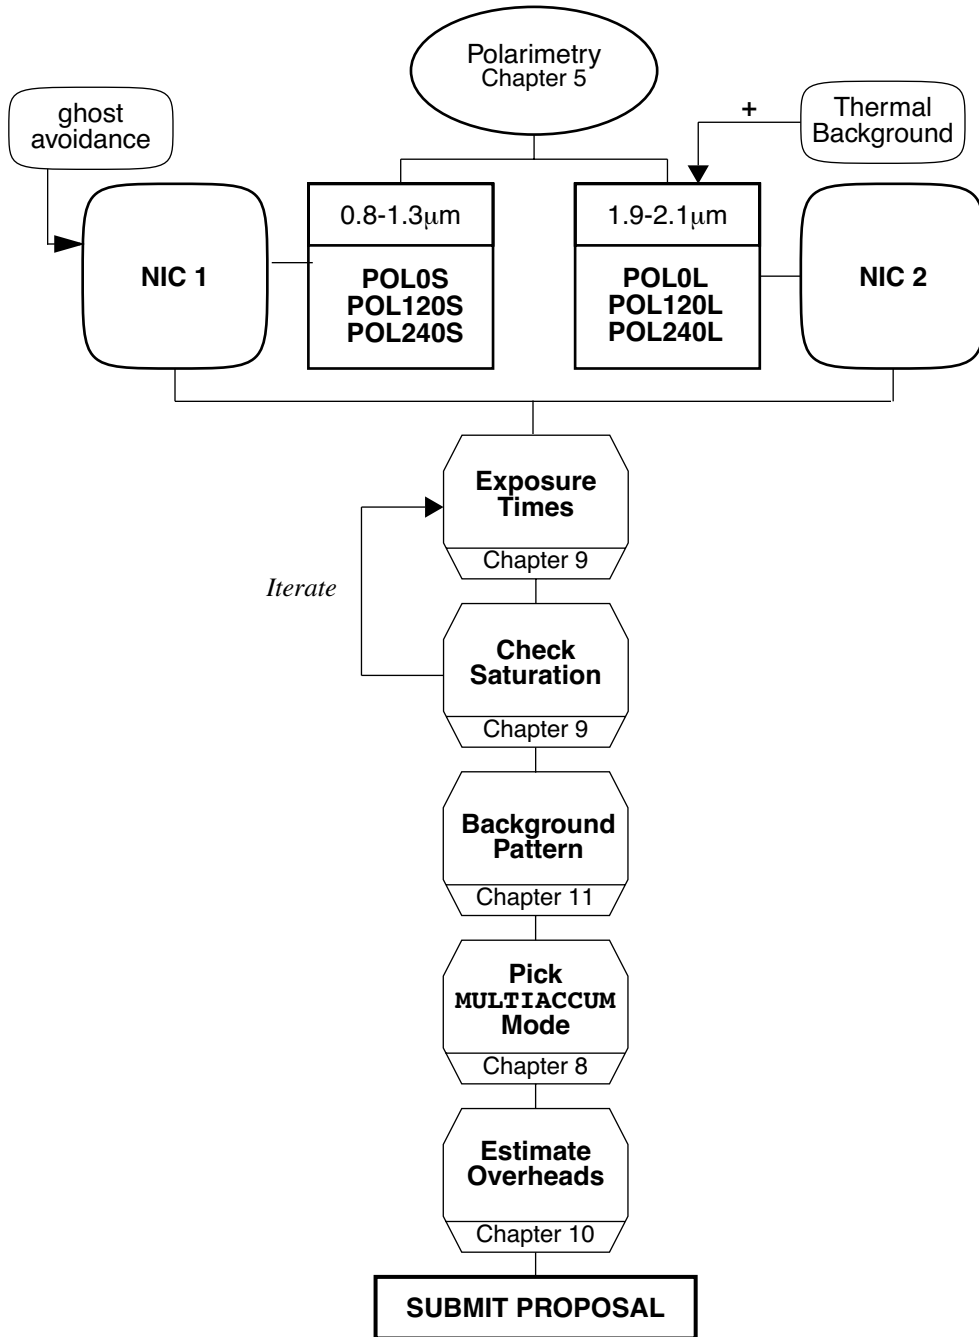 Polarimetry
Chapter 5
ghost
avoidance
+
Thermal
Background
0.8-1.3μm
1.9-2.1μm
NIC 1
POL0S
POL120S
POL240S
POL0L
POL120L
POL240L
NIC 2
Exposure
Times
Chapter 9
Iterate
Check
Saturation
Chapter 9
Background
Pattern
Chapter 11
Pick
MULTIACCUM
Mode
Chapter 8
Estimate
Overheads
Chapter 10
SUBMIT PROPOSAL